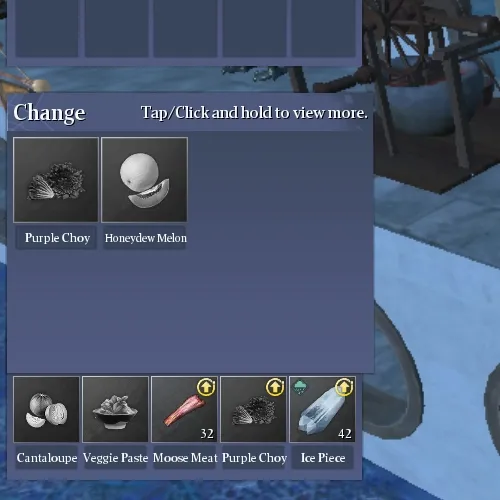 Change
Tap/Click and hold to view more.
Purple Choy
Honeydew Melon
32
42
Cantaloupe
Veggie Paste
Moose Meat
Purple Choy
Ice Piece